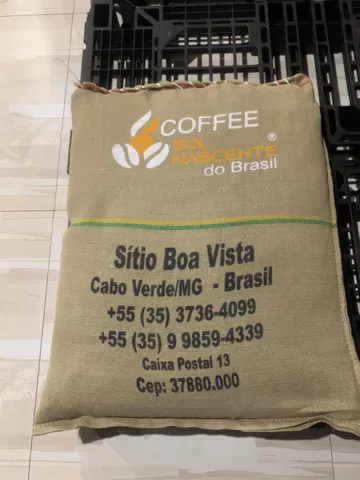 COFFEE
SOL
NASCENTE ®
do Brasil
Sítio Boa Vista
Cabo Verde/MG - Brasil
+55 (35) 3736-4099
+55 (35) 9 9859-4339
Caixa Postal 13
Cep: 37880.000